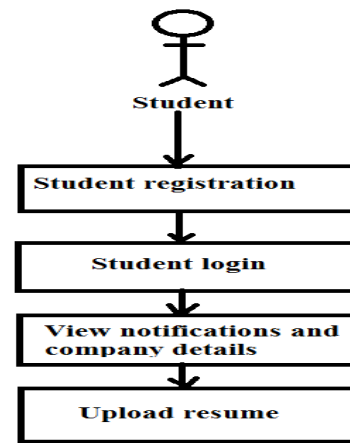 Student
Student registration
Student login
View notifications and
company details
Upload resume